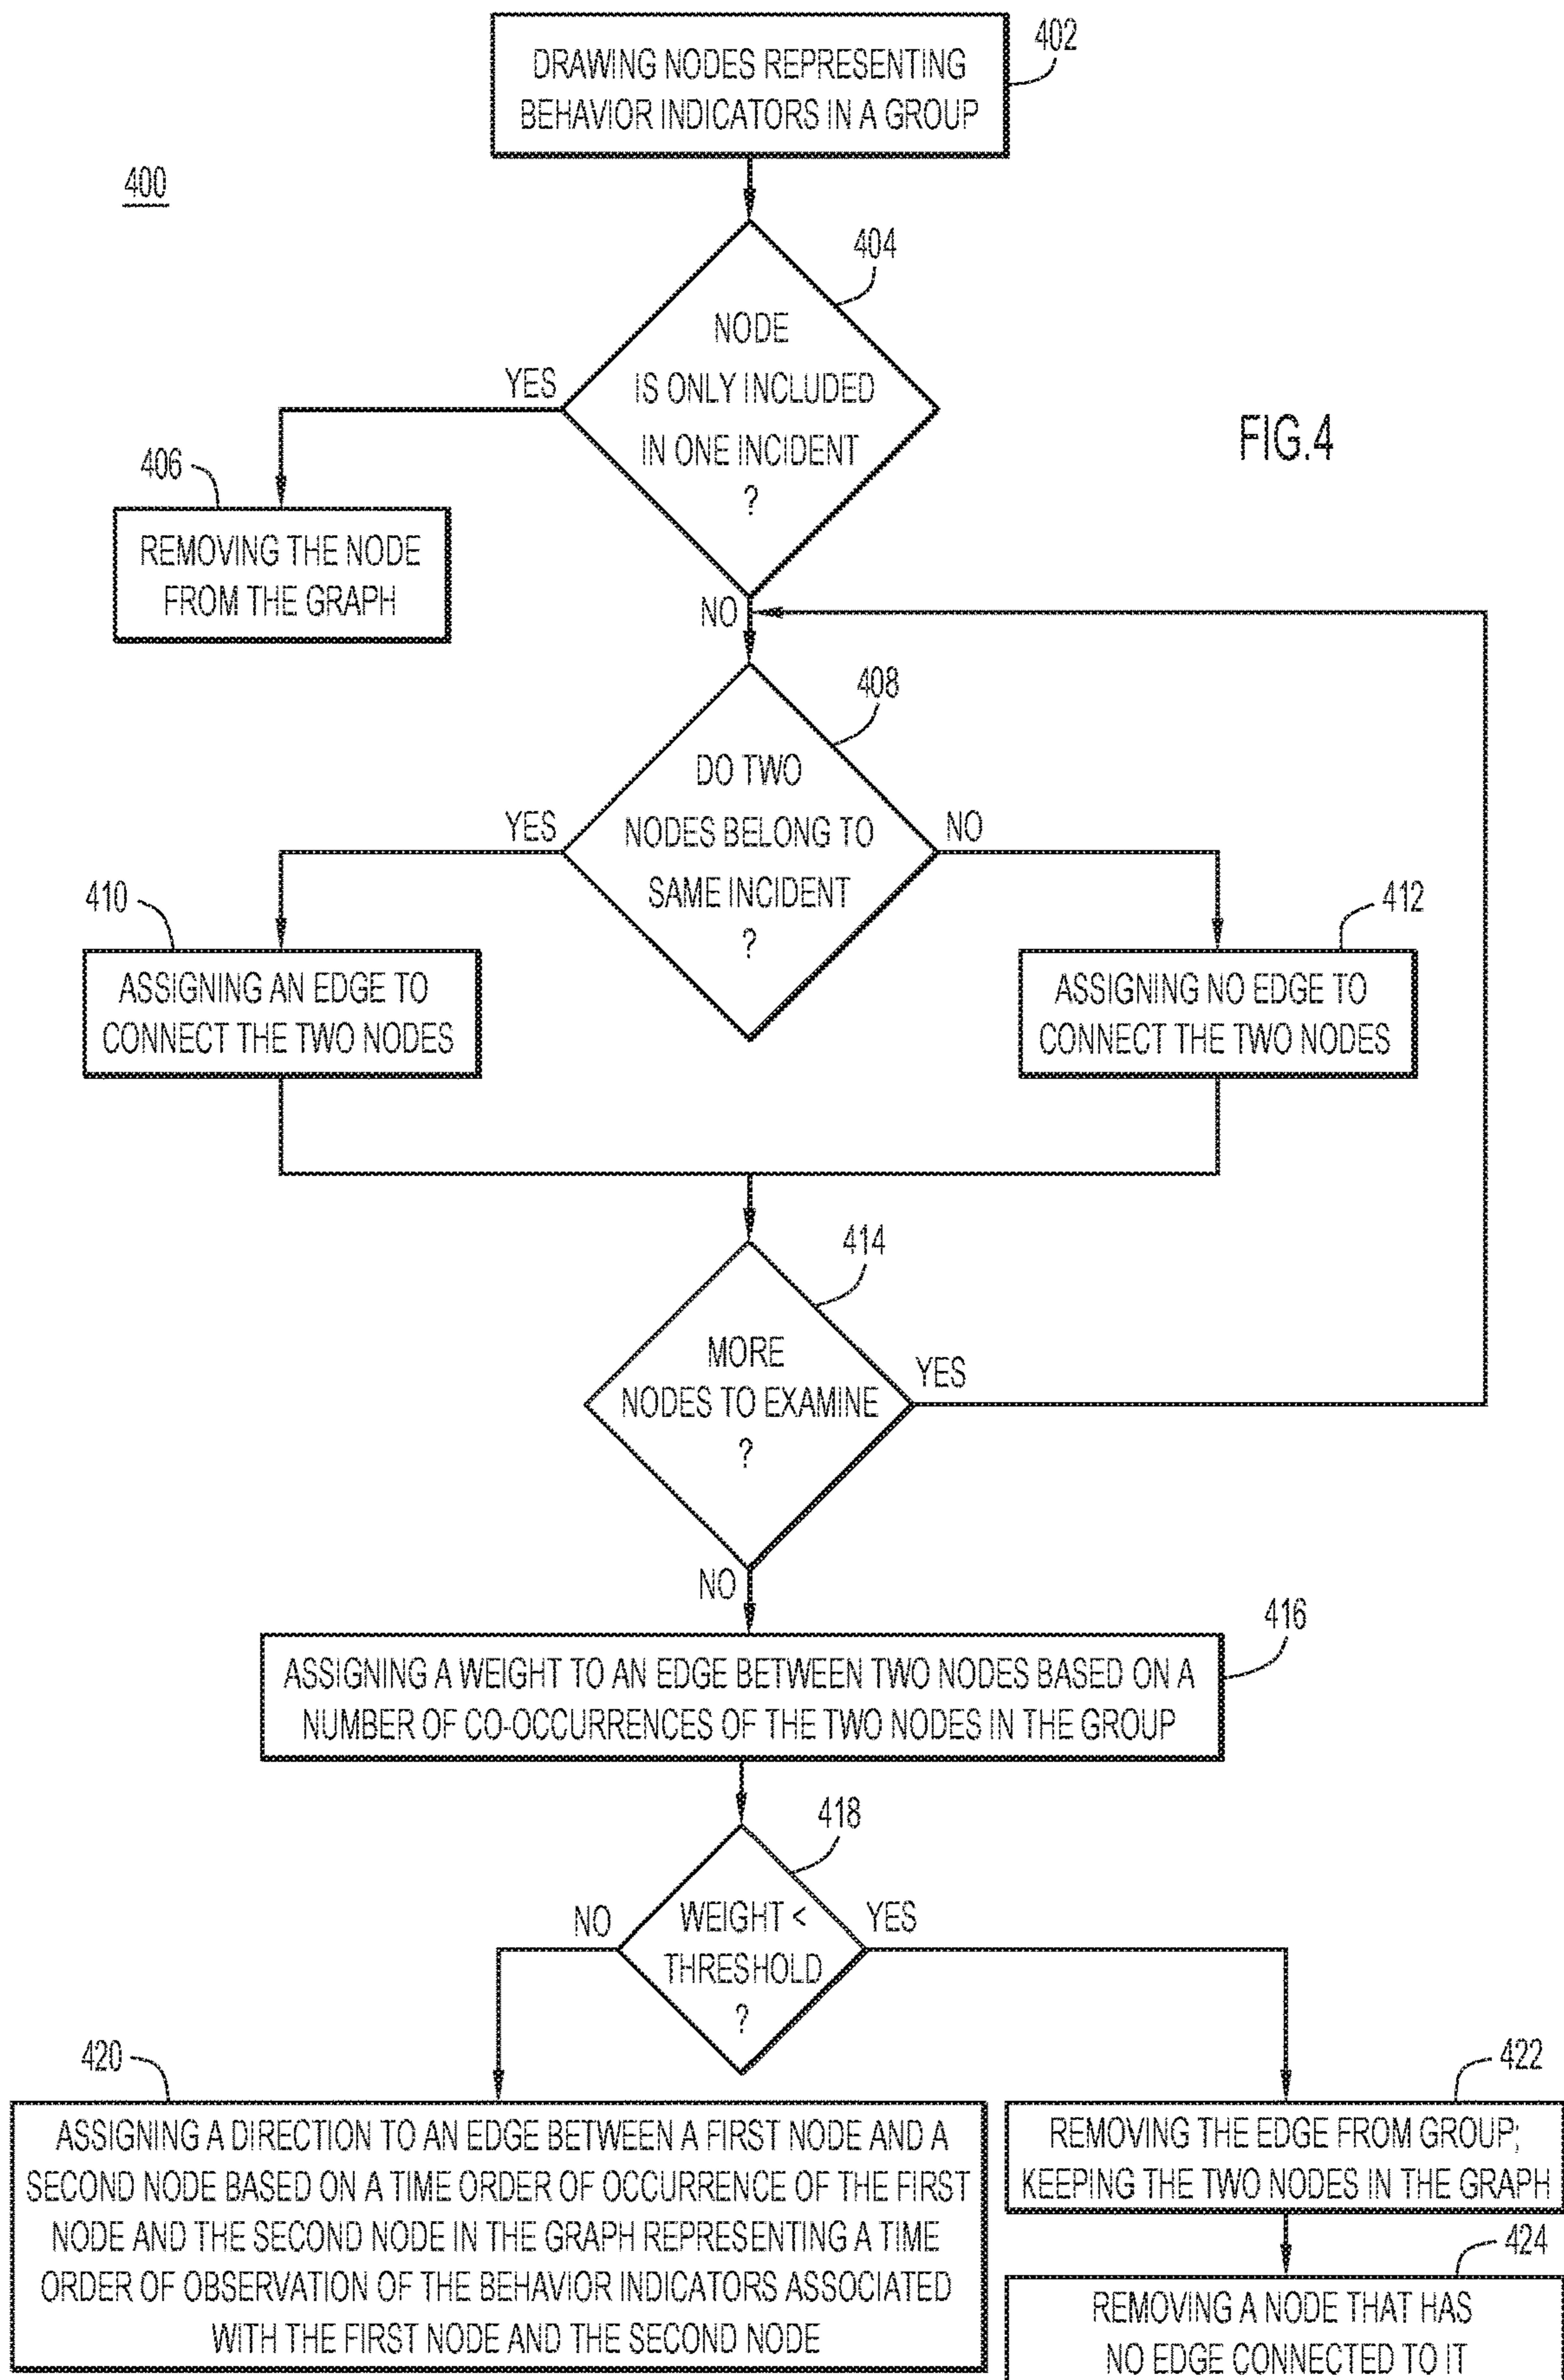 402
DRAWING NODES REPRESENTING
BEHAVIOR INDICATORS IN A GROUP
400
404
NODE
IS ONLY INCLUDED
IN ONE INCIDENT
?
YES
FIG.4
406
REMOVING THE NODE
FROM THE GRAPH
NO
408
DO TWO
NODES BELONG TO
SAME INCIDENT
?
YES
NO
410
412
ASSIGNING AN EDGE TO
CONNECT THE TWO NODES
ASSIGNING NO EDGE TO
CONNECT THE TWO NODES
414
MORE
NODES TO EXAMINE
?
YES
NO
416
ASSIGNING A WEIGHT TO AN EDGE BETWEEN TWO NODES BASED ON A
NUMBER OF CO-OCCURRENCES OF THE TWO NODES IN THE GROUP
418
WEIGHT <
THRESHOLD
?
NO
YES
420
422
ASSIGNING A DIRECTION TO AN EDGE BETWEEN A FIRST NODE AND A
SECOND NODE BASED ON A TIME ORDER OF OCCURRENCE OF THE FIRST
NODE AND THE SECOND NODE IN THE GRAPH REPRESENTING A TIME
ORDER OF OBSERVATION OF THE BEHAVIOR INDICATORS ASSOCIATED
WITH THE FIRST NODE AND THE SECOND NODE
REMOVING THE EDGE FROM GROUP;
KEEPING THE TWO NODES IN THE GRAPH
424
REMOVING A NODE THAT HAS
NO EDGE CONNECTED TO IT